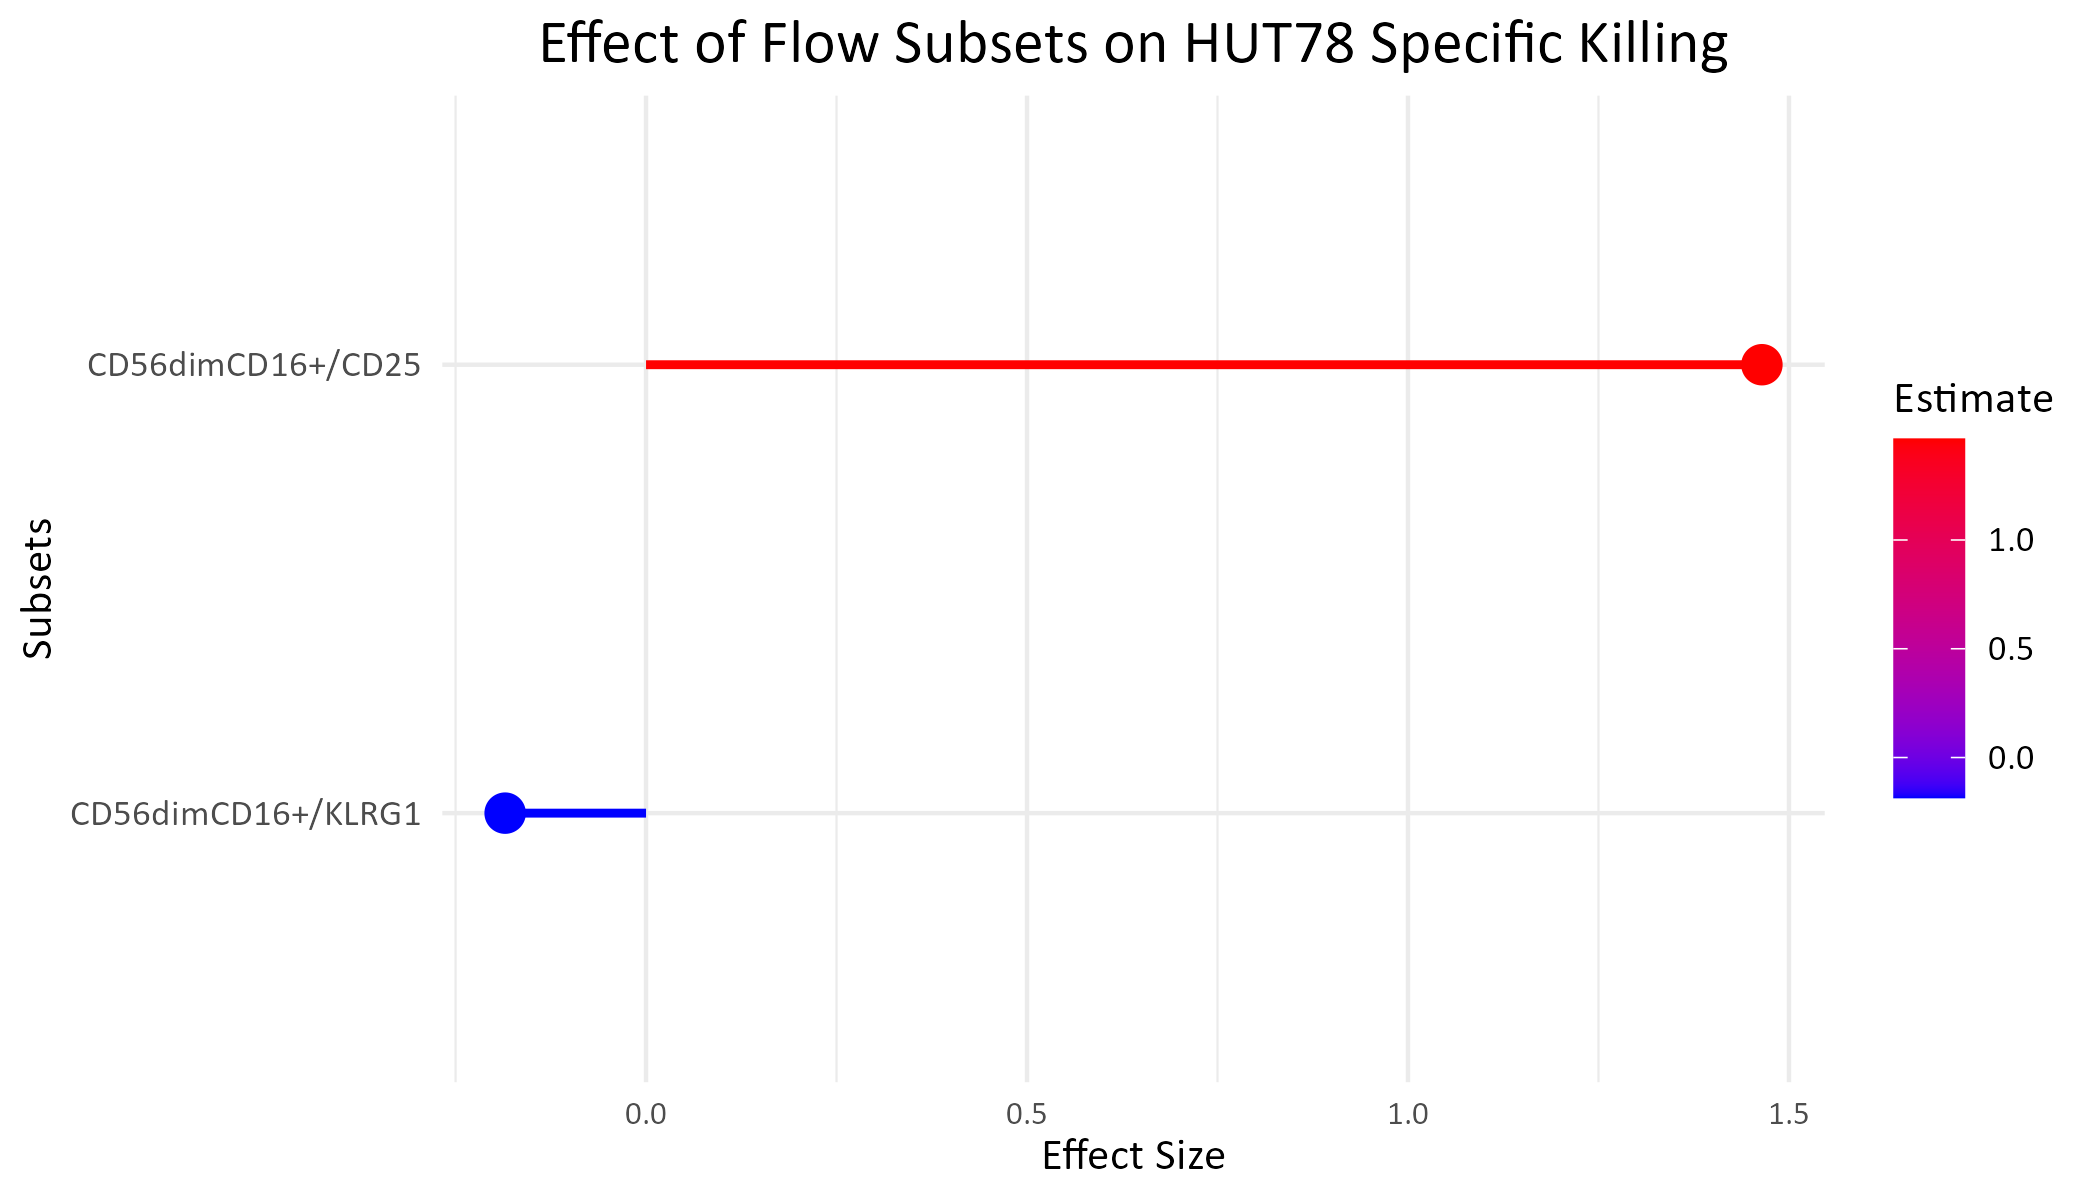 Effect of Flow Subsets on HUT78 Specific Killing
CD56dimCD16+/CD25
CD56dimCD16+/KLRG1
Subsets
0.0
0.5
1.0
1.5
Effect Size
Estimate
1.0
0.5
0.0